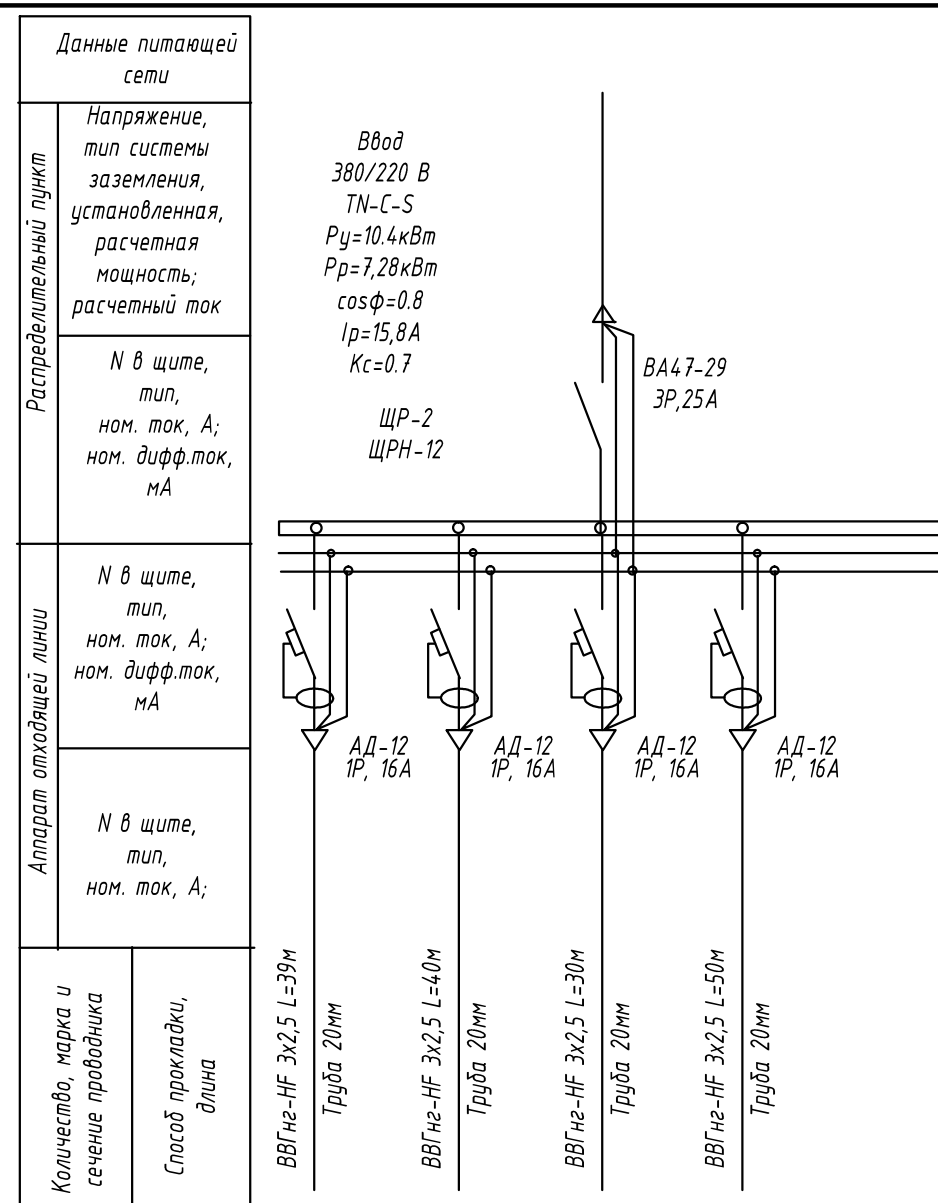 Данные питающей
сети
Распределительный пункт
Напряжение,
тип системы
заземления,
установленная,
расчетная
мощность;
расчетный ток
N в щите,
тип,
ном. ток, А;
ном. дифф.ток,
мА
Ввод
380/220 В
TN-C-S
Ру=10.4кВт
Рр=7,28кВт
cosφ=0.8
Iр=15,8А
Кс=0.7
ЩР-2
ЩРН-12
ВА47-29
3Р,25А
Аппарат отходящей линии
N в щите,
тип,
ном. ток, А;
ном. дифф.ток,
мА
N в щите,
тип,
ном. ток, А;
АД-12
1Р, 16А
АД-12
1Р, 16А
АД-12
1Р, 16А
АД-12
1Р, 16А
Количество, марка и
сечение проводника
Способ прокладки,
длина
ВВГнг-HF 3х2,5 L=39м
Труба 20мм
ВВГнг-HF 3х2,5 L=40м
Труба 20мм
ВВГнг-HF 3х2,5 L=30м
Труба 20мм
ВВГнг-HF 3х2,5 L=50м
Труба 20мм